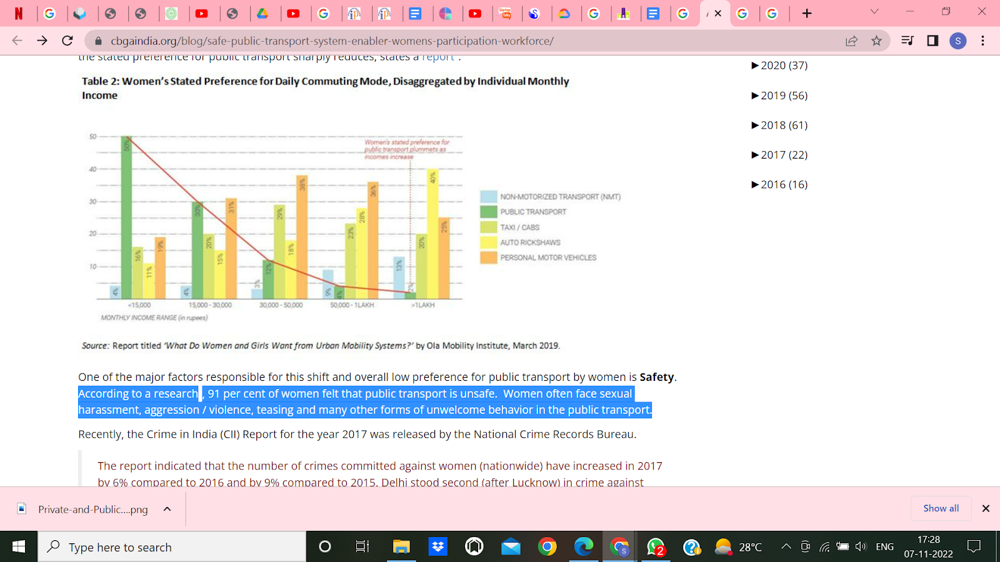 cbgaindia.org/blog/safe-public-transport-system-enabler-womens-participation-workforce/
S
the stated preference for public transport sharply reduces, states a report .
Table 2: Women's Stated Preference for Daily Commuting Mode, Disaggregated by Individual Monthly
Income
50
40
30
20
10
Women's stated preference for
public transport plummets as
incomes increase
4% 50% 16% 11% 19%
4% 30% 20% 15% 31%
3% 12% 29% 18% 38%
9% 4% 23% 28% 36%
13% 2% 20% 40% 25%
<15,000 15,000 - 30,000 30,000 - 50,000 50,000 - 1LAKH >1LAKH
MONTHLY INCOME RANGE (in rupees)
NON-MOTORIZED TRANSPORT (NMT)
PUBLIC TRANSPORT
TAXI / CABS
AUTO RICKSHAWS
PERSONAL MOTOR VEHICLES
Source: Report titled 'What Do Women and Girls Want from Urban Mobility Systems?' by Ola Mobility Institute, March 2019.
One of the major factors responsible for this shift and overall low preference for public transport by women is Safety.
According to a research , 91 per cent of women felt that public transport is unsafe. Women often face sexual
harassment, aggression / violence, teasing and many other forms of unwelcome behavior in the public transport.
Recently, the Crime in India (CII) Report for the year 2017 was released by the National Crime Records Bureau.
The report indicated that the number of crimes committed against women (nationwide) have increased in 2017
by 6% compared to 2016 and by 9% compared to 2015. Delhi stood second (after Lucknow) in crime against
►2020 (37)
►2019 (56)
►2018 (61)
►2017 (22)
►2016 (16)
Private-and-Public....png
Show all
Type here to search
2
28°C
ENG
17:28
07-11-2022